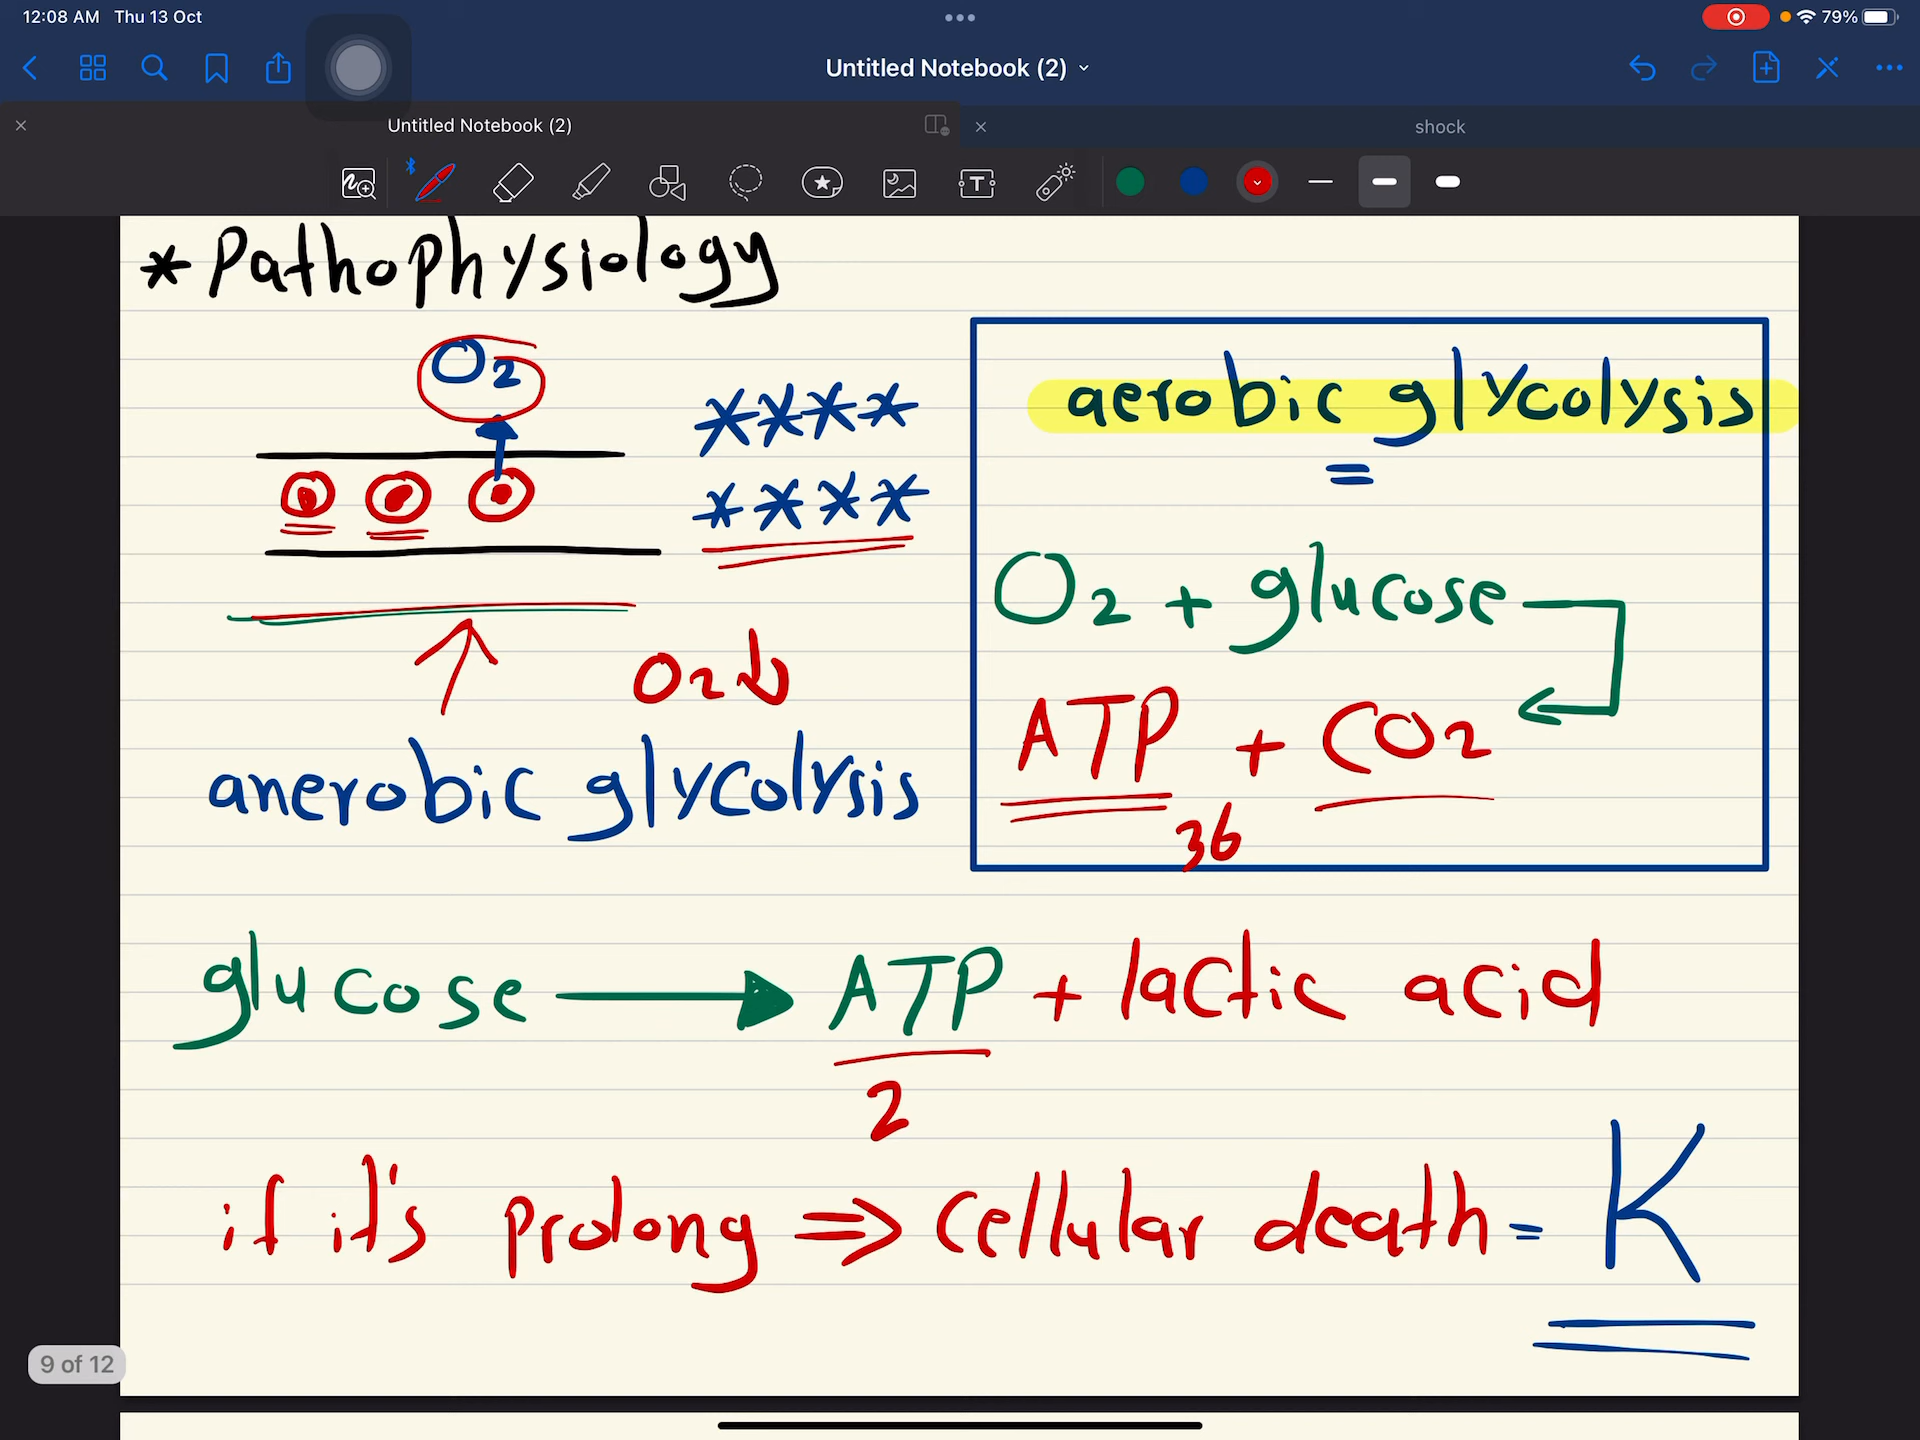 12:08 AM Thu 13 Oct
79%
Untitled Notebook (2)
Untitled Notebook (2)
shock
* Pathophysiology
O2
****
****
O2 ↓
anerobic glycolysis
aerobic glycolysis
=
O2 + glucose
ATP + CO2
36
glucose → ATP + lactic acid
2
if it's prolong ⇒ cellular death = K
9 of 12